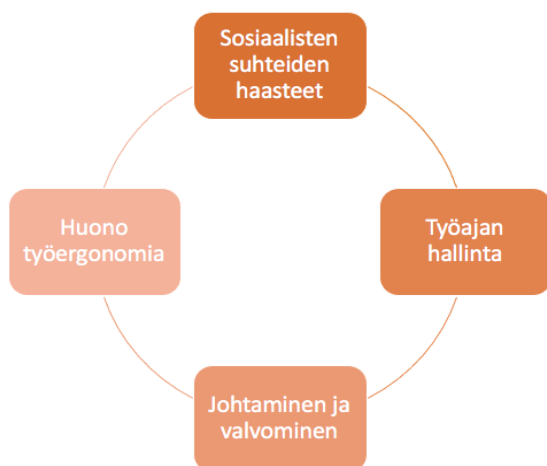 Sosiaalisten
suhteiden
haasteet
Työajan
hallinta
Johtaminen ja
valvominen
Huono
työergonomia